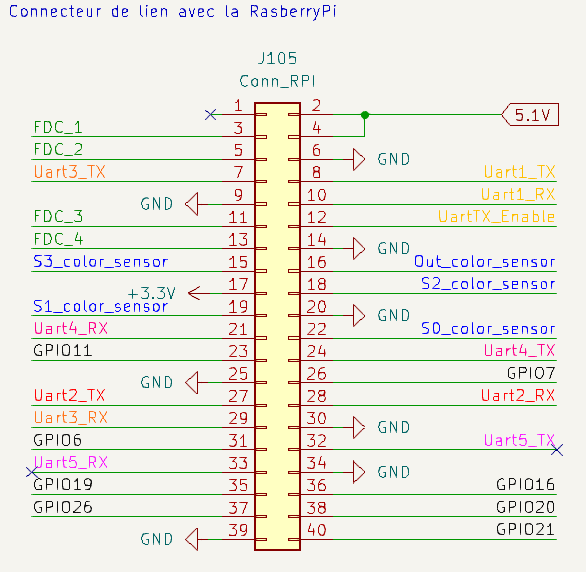 Connecteur de lien avec la RasberryPi
J105
Conn_RPI
1 2 5.1V
FDC_1 3 4
FDC_2 5 6 GND
Uart3_TX 7 8 Uart1_TX
GND 9 10 Uart1_RX
FDC_3 11 12 UartTX_Enable
FDC_4 13 14 GND
S3_color_sensor 15 16 Out_color_sensor
+3.3V 17 18 S2_color_sensor
S1_color_sensor 19 20 GND
Uart4_RX 21 22 S0_color_sensor
GPIO11 23 24 Uart4_TX
GND 25 26 GPIO7
Uart2_TX 27 28 Uart2_RX
Uart3_RX 29 30 GND
GPIO6 31 32 Uart5_TX
Uart5_RX 33 34 GND
GPIO19 35 36 GPIO16
GPIO26 37 38 GPIO20
GND 39 40 GPIO21